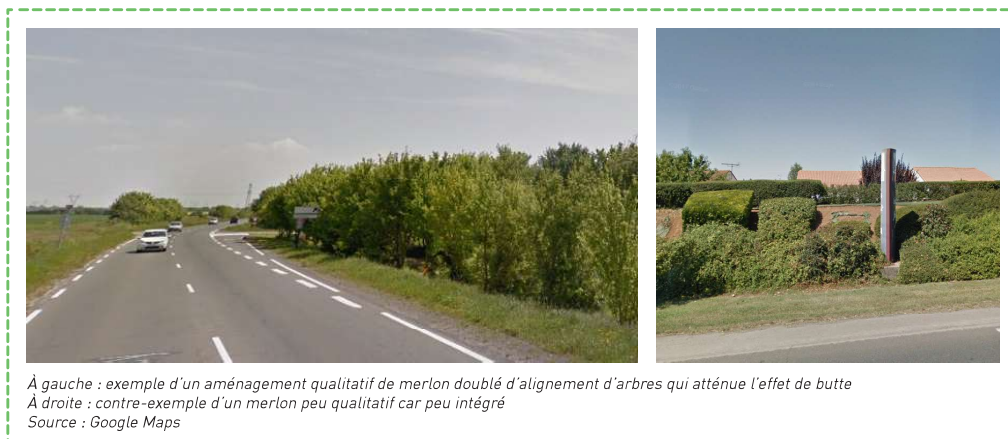 À gauche : exemple d'un aménagement qualitatif de merlon doublé d'alignement d'arbres qui atténue l'effet de butte
À droite : contre-exemple d'un merlon peu qualitatif car peu intégré
Source : Google Maps